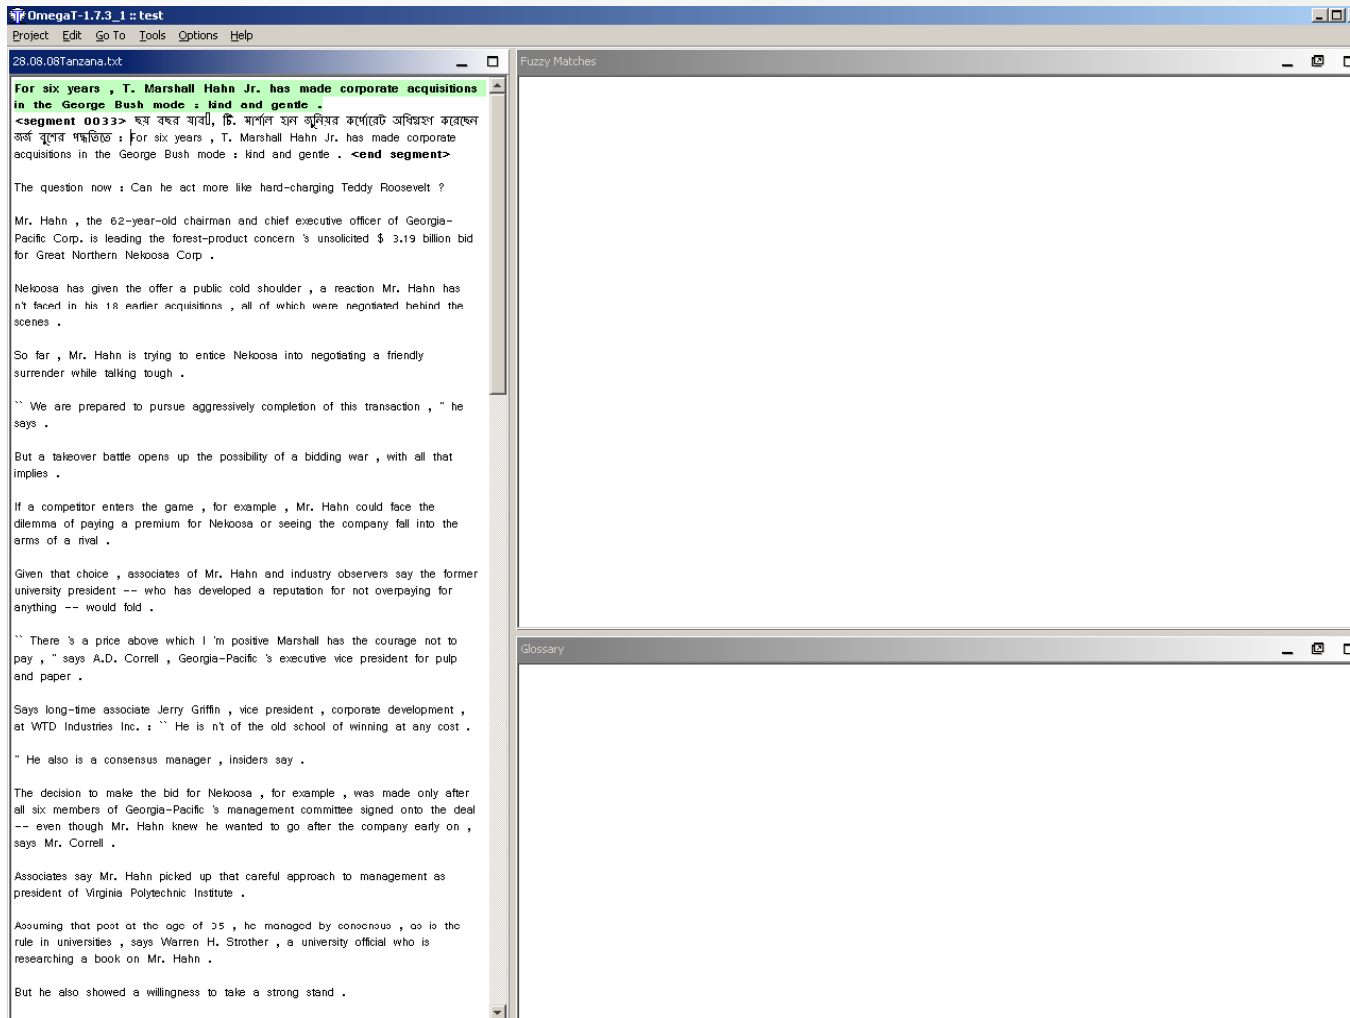 OmegaT-1.7.3_1 :: test
Project Edit Go To Tools Options Help
28.08.08Tanzana.txt
For six years , T. Marshall Hahn Jr. has made corporate acquisitions
in the George Bush mode : kind and gentle .
<segment 0033> ছয় বছর যাবৎ, টি. মার্শাল হান জুনিয়র কর্পোরেট অধিগ্রহণ করেছেন
জর্জ বুশের পদ্ধতিতে : For six years , T. Marshall Hahn Jr. has made corporate
acquisitions in the George Bush mode : kind and gentle . <end segment>
The question now : Can he act more like hard-charging Teddy Roosevelt ?
Mr. Hahn , the 62-year-old chairman and chief executive officer of Georgia-
Pacific Corp. is leading the forest-product concern 's unsolicited $ 3.19 billion bid
for Great Northern Nekoosa Corp .
Nekoosa has given the offer a public cold shoulder , a reaction Mr. Hahn has
n't faced in his 18 earlier acquisitions , all of which were negotiated behind the
scenes .
So far , Mr. Hahn is trying to entice Nekoosa into negotiating a friendly
surrender while talking tough .
`` We are prepared to pursue aggressively completion of this transaction , " he
says .
But a takeover battle opens up the possibility of a bidding war , with all that
implies .
If a competitor enters the game , for example , Mr. Hahn could face the
dilemma of paying a premium for Nekoosa or seeing the company fall into the
arms of a rival .
Given that choice , associates of Mr. Hahn and industry observers say the former
university president -- who has developed a reputation for not overpaying for
anything -- would fold .
`` There 's a price above which I 'm positive Marshall has the courage not to
pay , " says A.D. Correll , Georgia-Pacific 's executive vice president for pulp
and paper .
Says long-time associate Jerry Griffin , vice president , corporate development ,
at WTD Industries Inc. : `` He is n't of the old school of winning at any cost .
" He also is a consensus manager , insiders say .
The decision to make the bid for Nekoosa , for example , was made only after
all six members of Georgia-Pacific 's management committee signed onto the deal
-- even though Mr. Hahn knew he wanted to go after the company early on ,
says Mr. Correll .
Associates say Mr. Hahn picked up that careful approach to management as
president of Virginia Polytechnic Institute .
Assuming that post at the age of 35 , he managed by consensus , as is the
rule in universities , says Warren H. Strother , a university official who is
researching a book on Mr. Hahn .
But he also showed a willingness to take a strong stand .
Fuzzy Matches
Glossary